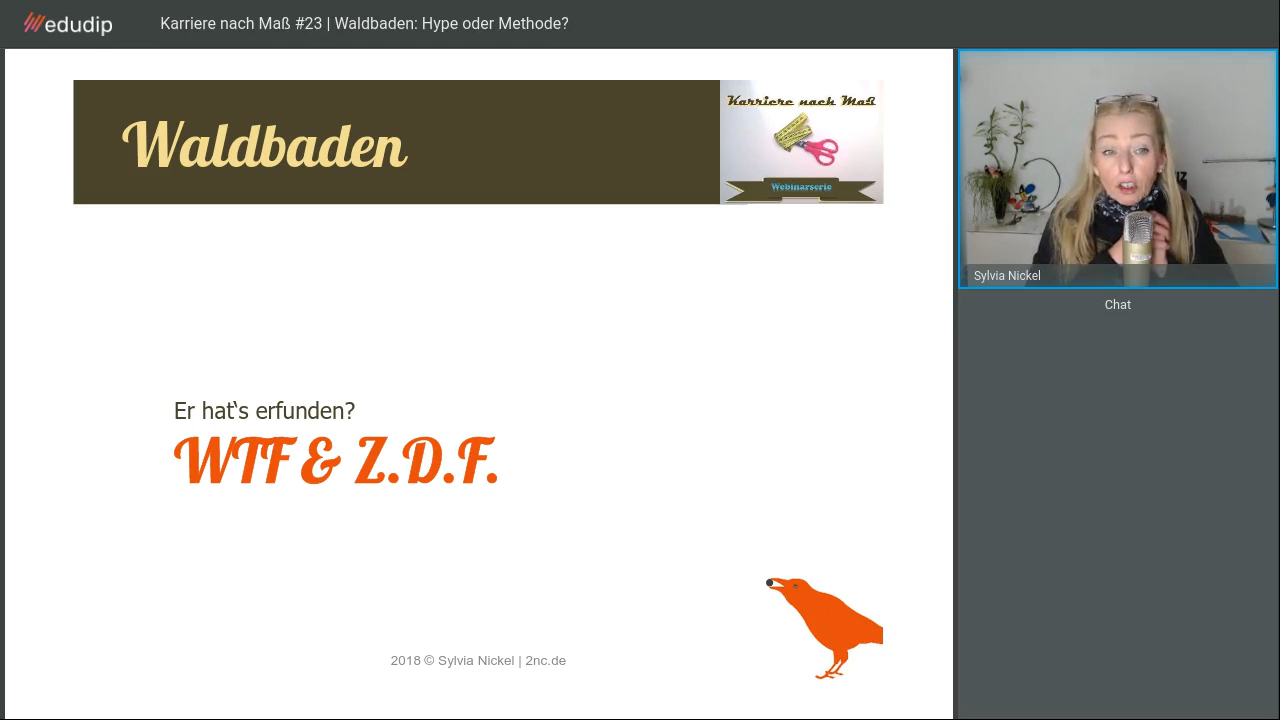 edudip
Karriere nach Maß #23 | Waldbaden: Hype oder Methode?
Waldbaden
Karriere nach Maß
Webinarserie
Er hat‘s erfunden?
WTF & Z.D.F.
2018 © Sylvia Nickel | 2nc.de
Sylvia Nickel
Chat